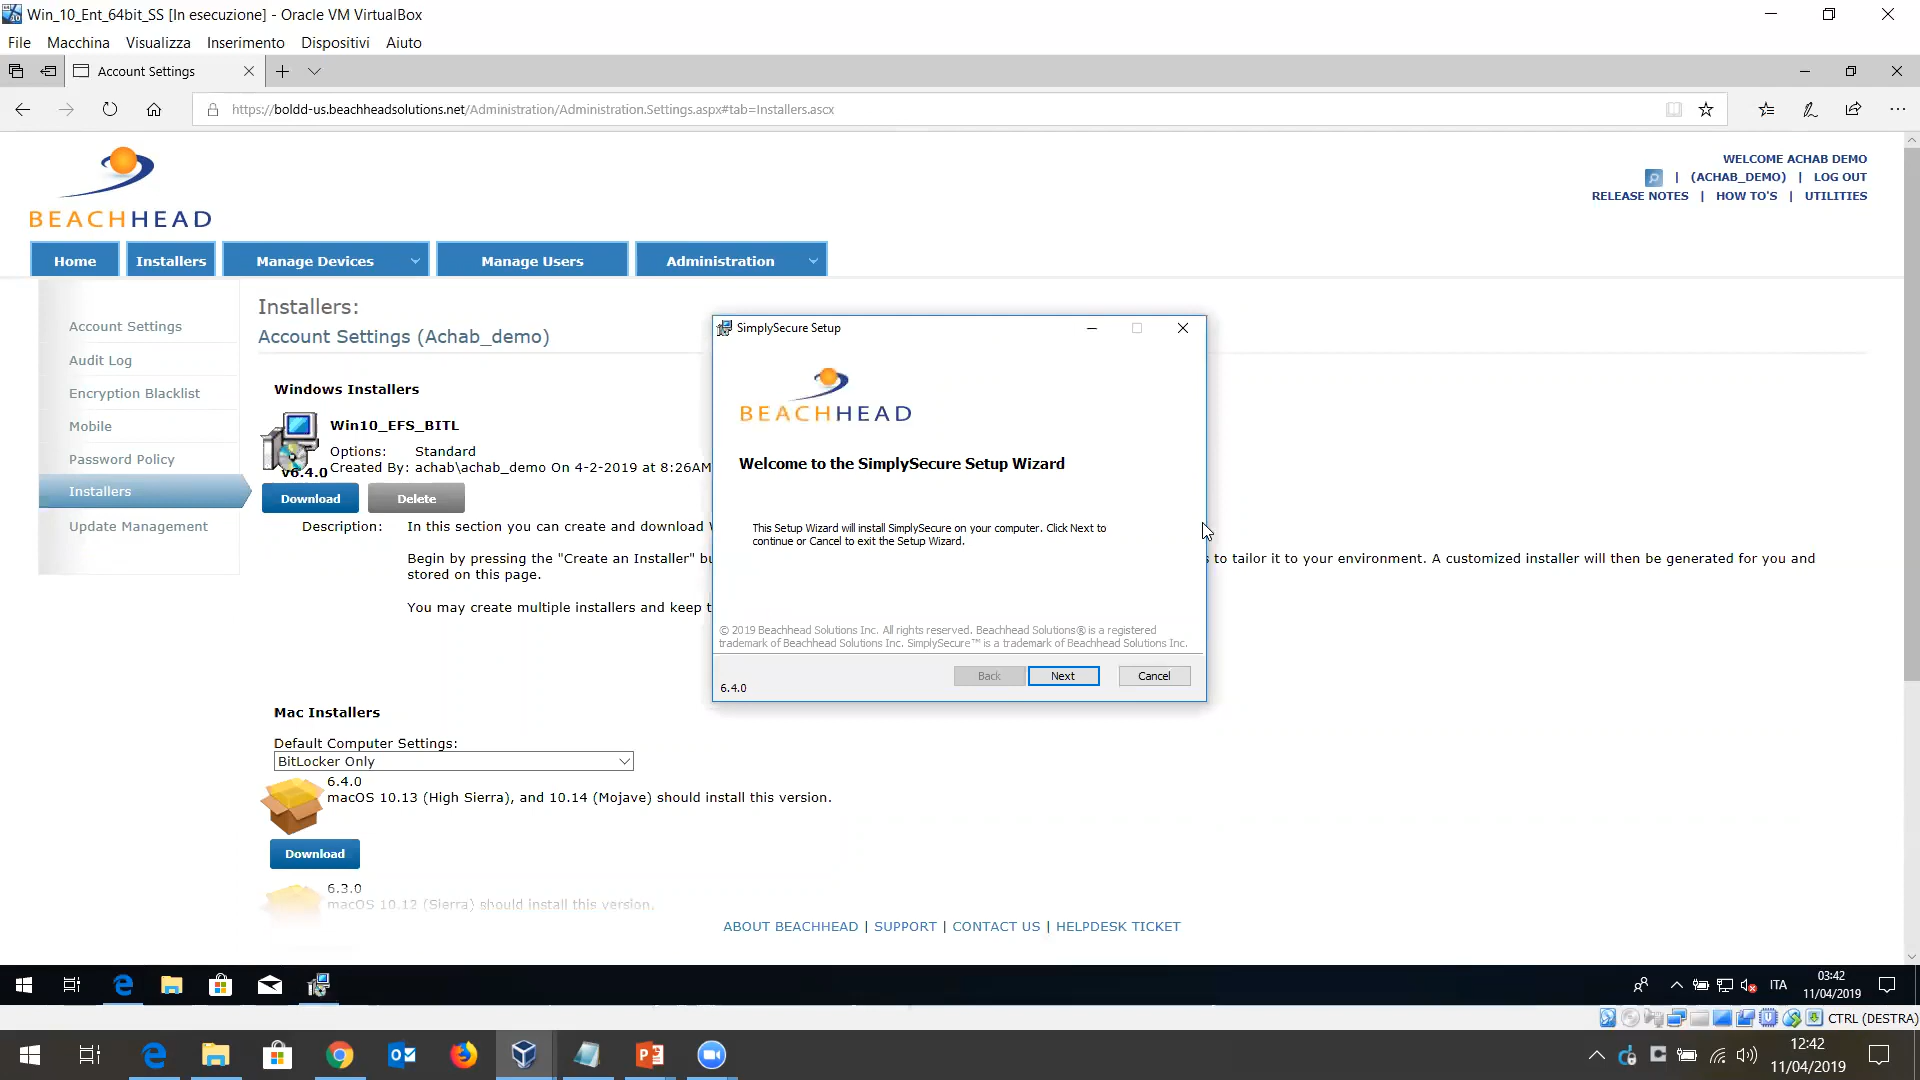 Win_10_Ent_64bit_SS [In esecuzione] - Oracle VM VirtualBox
File Macchina Visualizza Inserimento Dispositivi Aiuto
Account Settings
https://boldd-us.beachheadsolutions.net/Administration/Administration.Settings.aspx#tab=Installers.ascx
BEACHHEAD
WELCOME ACHAB DEMO
| (ACHAB_DEMO) | LOG OUT
RELEASE NOTES | HOW TO'S | UTILITIES
Home Installers Manage Devices Manage Users Administration
Account Settings
Audit Log
Encryption Blacklist
Mobile
Password Policy
Installers
Update Management
Installers:
Account Settings (Achab_demo)
Windows Installers
Win10_EFS_BITL
Options: Standard
v6.4.0
Created By: achab\achab_demo On 4-2-2019 at 8:26AM
Download Delete
Description: In this section you can create and download
Begin by pressing the "Create an Installer"
to tailor it to your environment. A customized installer will then be generated for you and
stored on this page.
You may create multiple installers and keep
Mac Installers
Default Computer Settings:
BitLocker Only
6.4.0
macOS 10.13 (High Sierra), and 10.14 (Mojave) should install this version.
Download
6.3.0
macOS 10.12 (Sierra) should install this version.
ABOUT BEACHHEAD | SUPPORT | CONTACT US | HELPDESK TICKET
SimplySecure Setup
BEACHHEAD
Welcome to the SimplySecure Setup Wizard
This Setup Wizard will install SimplySecure on your computer. Click Next to
continue or Cancel to exit the Setup Wizard.
© 2019 Beachhead Solutions Inc. All rights reserved. Beachhead Solutions® is a registered
trademark of Beachhead Solutions Inc. SimplySecure™ is a trademark of Beachhead Solutions Inc.
Back Next Cancel
6.4.0
ITA
03:42
11/04/2019
CTRL (DESTRA)
12:42
11/04/2019